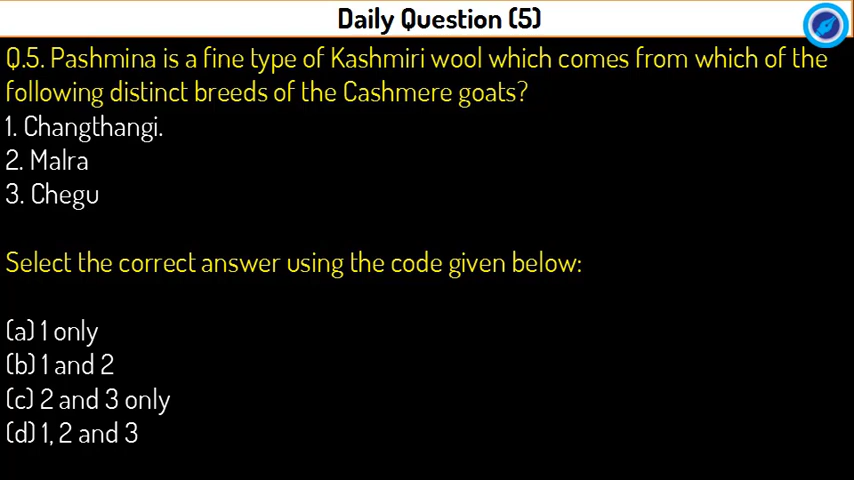 Daily Question (5)
Q.5. Pashmina is a fine type of Kashmiri wool which comes from which of the
following distinct breeds of the Cashmere goats?
1. Changthangi.
2. Malra
3. Chegu
Select the correct answer using the code given below:
(a) 1 only
(b) 1 and 2
(c) 2 and 3 only
(d) 1, 2 and 3